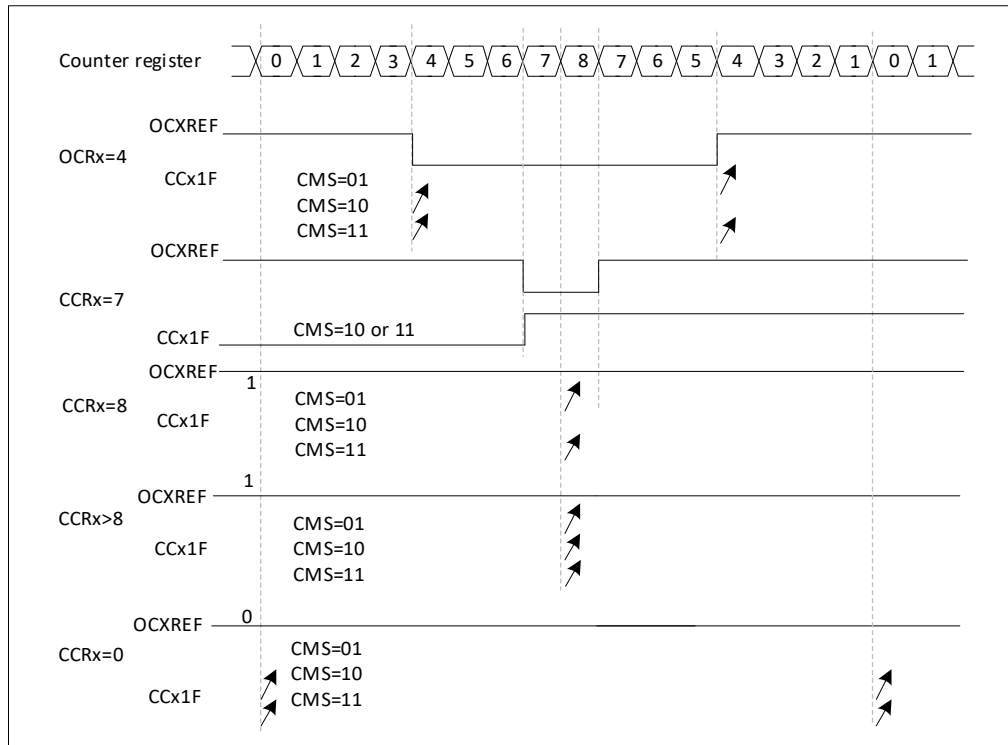 Counter register 0 1 2 3 4 5 6 7 8 7 6 5 4 3 2 1 0 1
OCXREF
OCRx=4
CCx1F
CMS=01
CMS=10
CMS=11
OCXREF
CCRx=7
CCx1F
CMS=10 or 11
OCXREF
1
CCRx=8
CCx1F
CMS=01
CMS=10
CMS=11
1
OCXREF
CCRx>8
CCx1F
CMS=01
CMS=10
CMS=11
0
OCXREF
CCRx=0
CCx1F
CMS=01
CMS=10
CMS=11